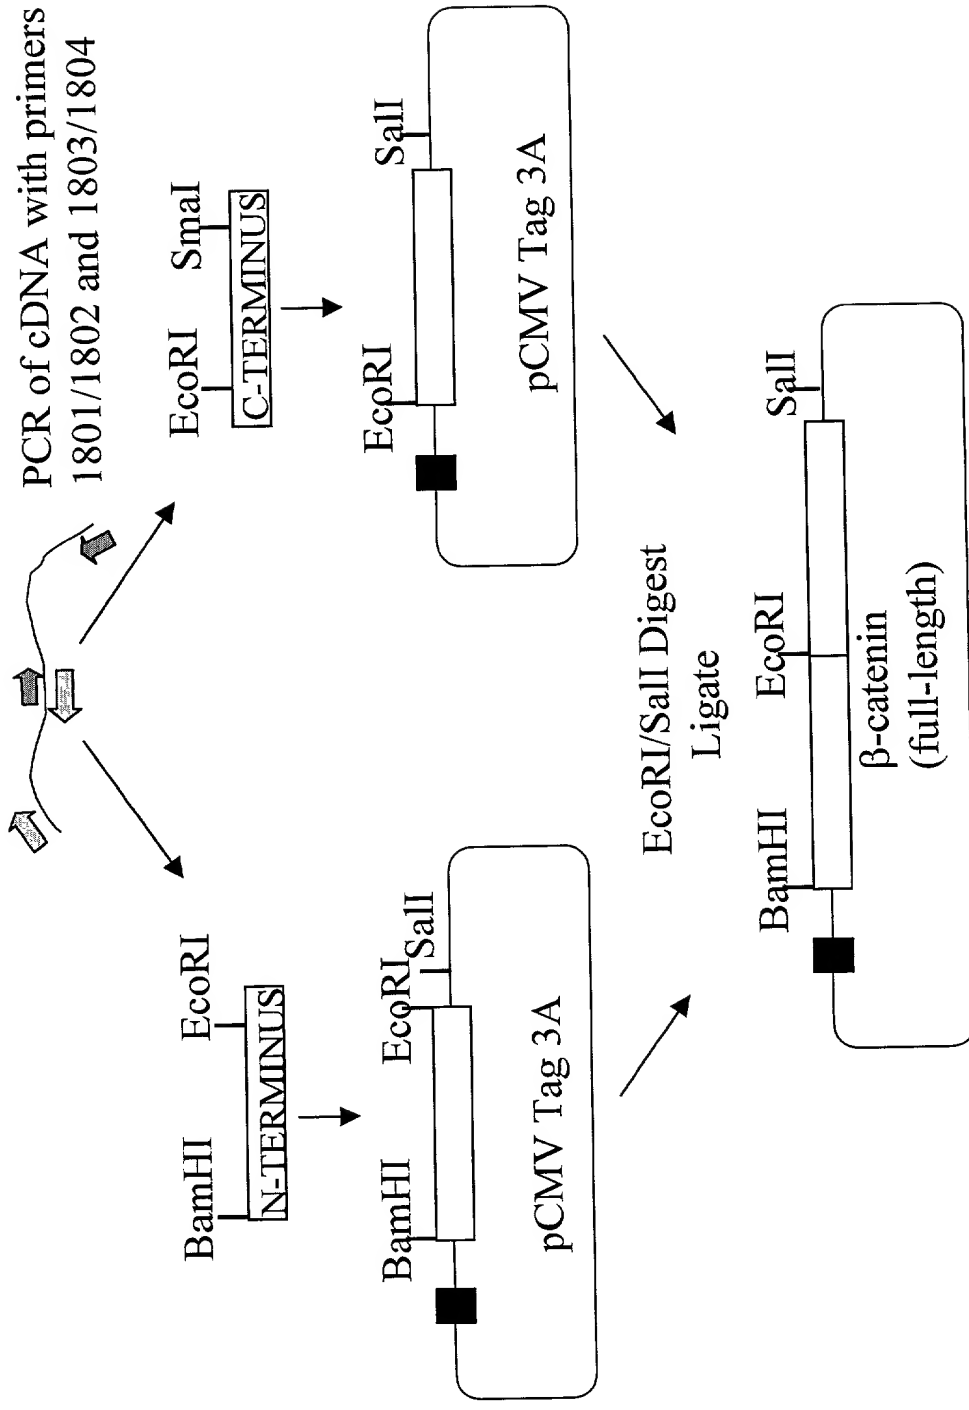 PCR of cDNA with primers
1801/1802 and 1803/1804
BamHI
EcoRI
N-TERMINUS
EcoRI
SmaI
C-TERMINUS
BamHI
EcoRI
SalI
pCMV Tag 3A
EcoRI
SalI
pCMV Tag 3A
EcoRI/SalI Digest
Ligate
BamHI
EcoRI
SalI
β-catenin
(full-length)